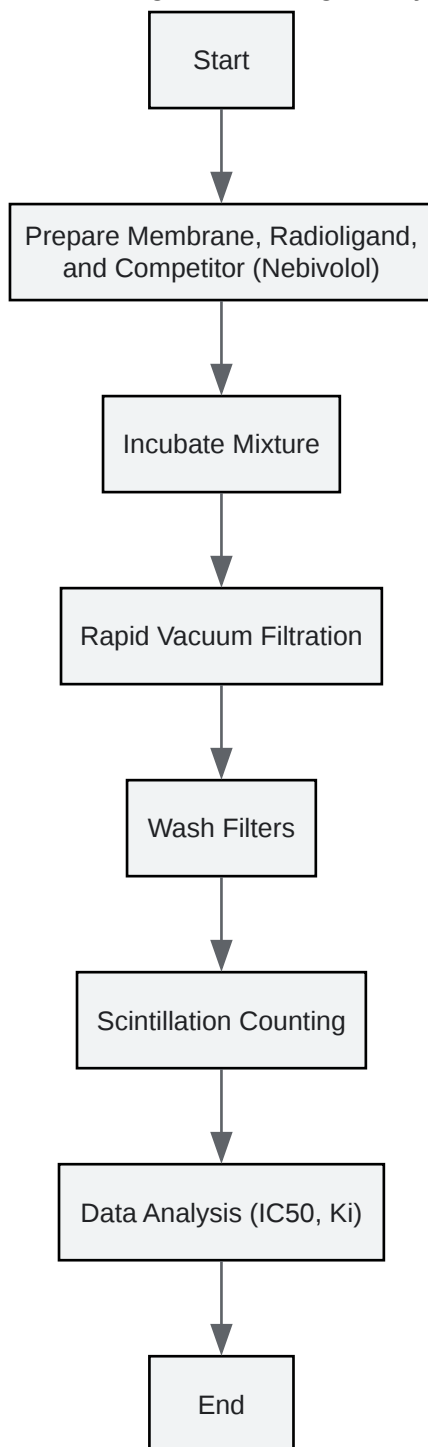 Start
Prepare Membrane, Radioligand,
and Competitor (Nebivolol)
Incubate Mixture
Rapid Vacuum Filtration
Wash Filters
Scintillation Counting
Data Analysis (IC50, Ki)
End